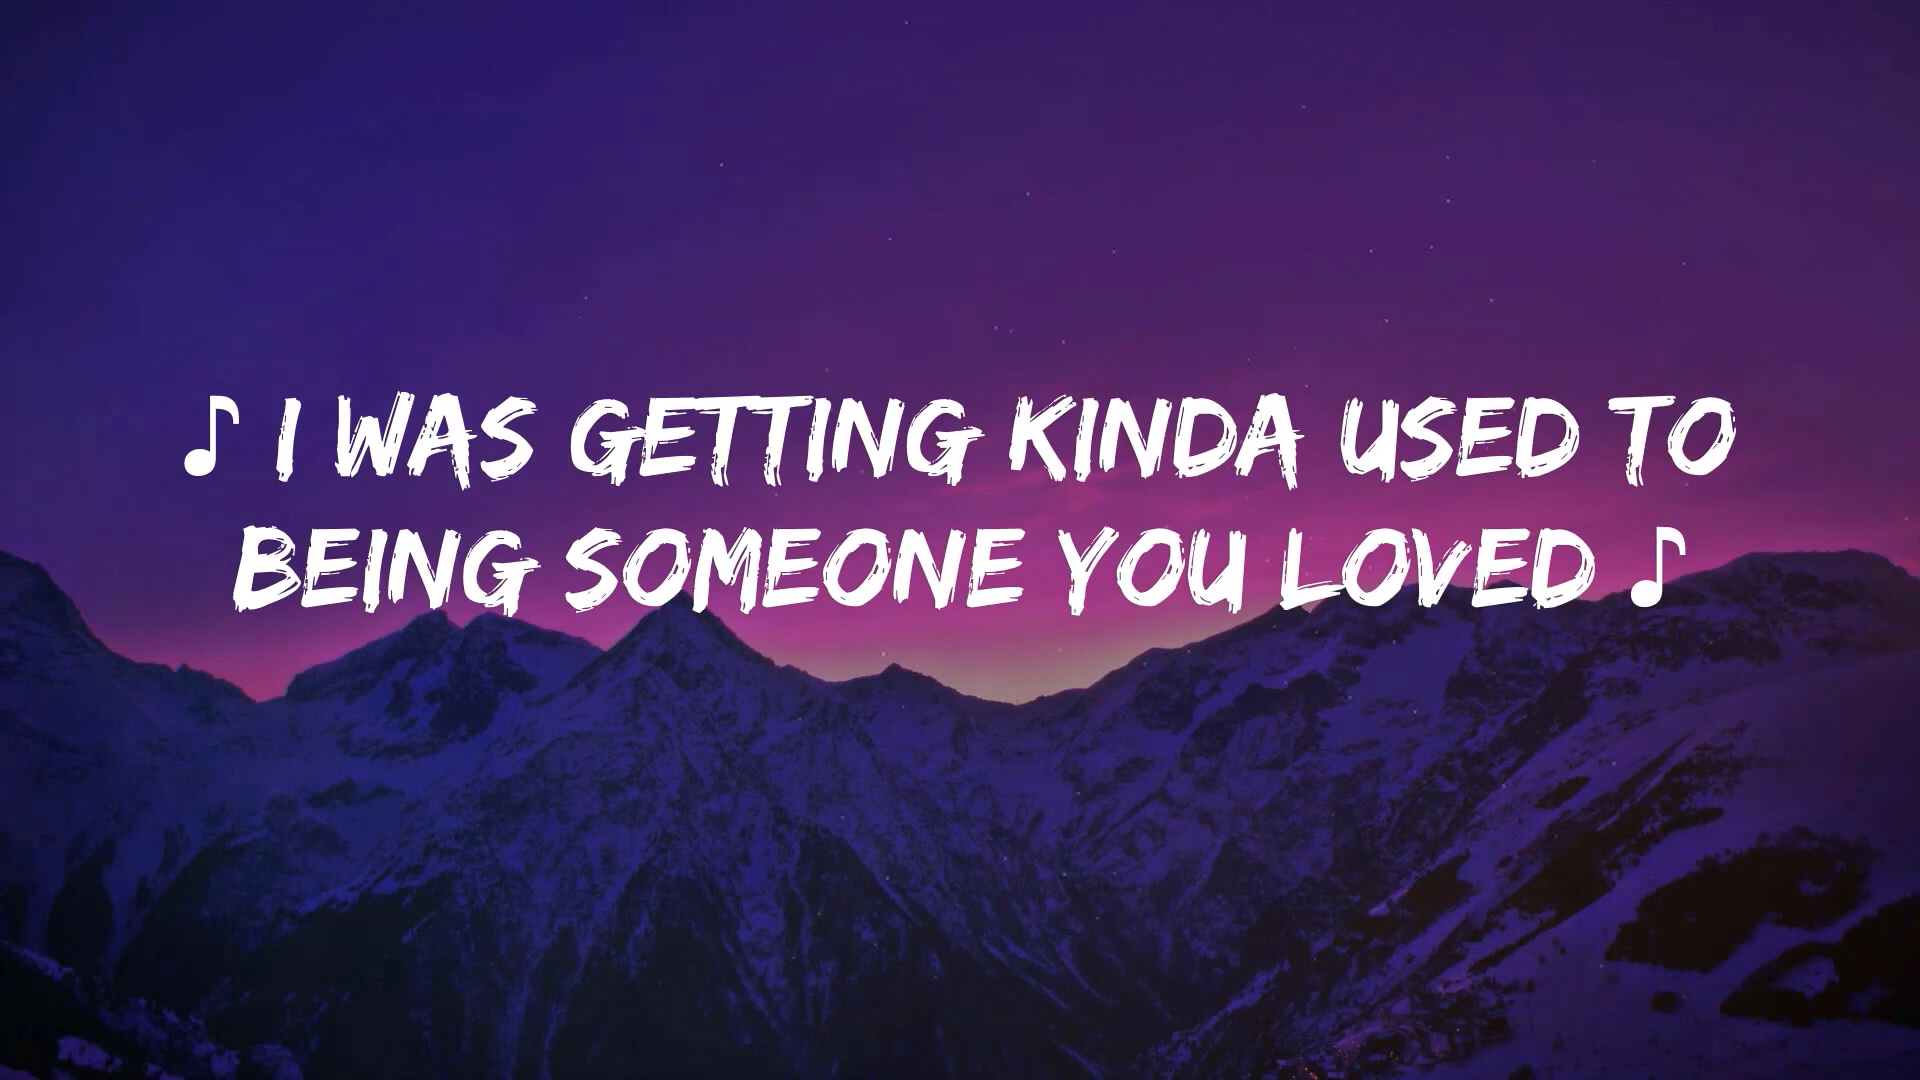 ♪ I WAS GETTING KINDA USED TO
BEING SOMEONE YOU LOVED ♪